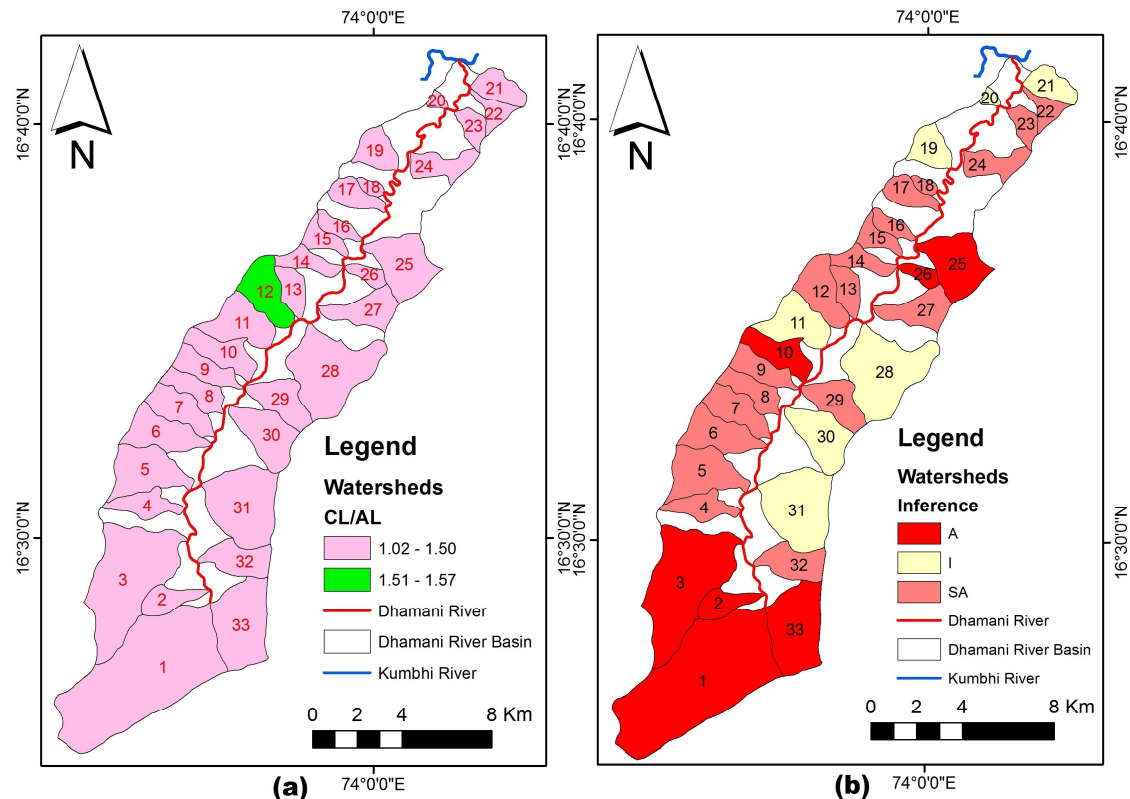 74°0'0"E
16°40'0"N
16°30'0"N
N
21
20
22
23
19
24
18
17
16
15
14
25
26
12
13
27
11
10
28
9
8
29
7
30
6
5
4
31
32
3
2
33
1
Legend
Watersheds
CL/AL
1.02 - 1.50
1.51 - 1.57
Dhamani River
Dhamani River Basin
Kumbhi River
0 2 4 8 Km
74°0'0"E
(a)
74°0'0"E
16°40'0"N
16°40'0"N
16°30'0"N
16°30'0"N
N
21
20
22
23
19
24
18
17
16
15
14
25
26
12
13
27
11
10
28
9
8
29
7
30
6
5
4
31
32
3
2
33
1
Legend
Watersheds
Inference
A
I
SA
Dhamani River
Dhamani River Basin
Kumbhi River
0 2 4 8 Km
74°0'0"E
(b)